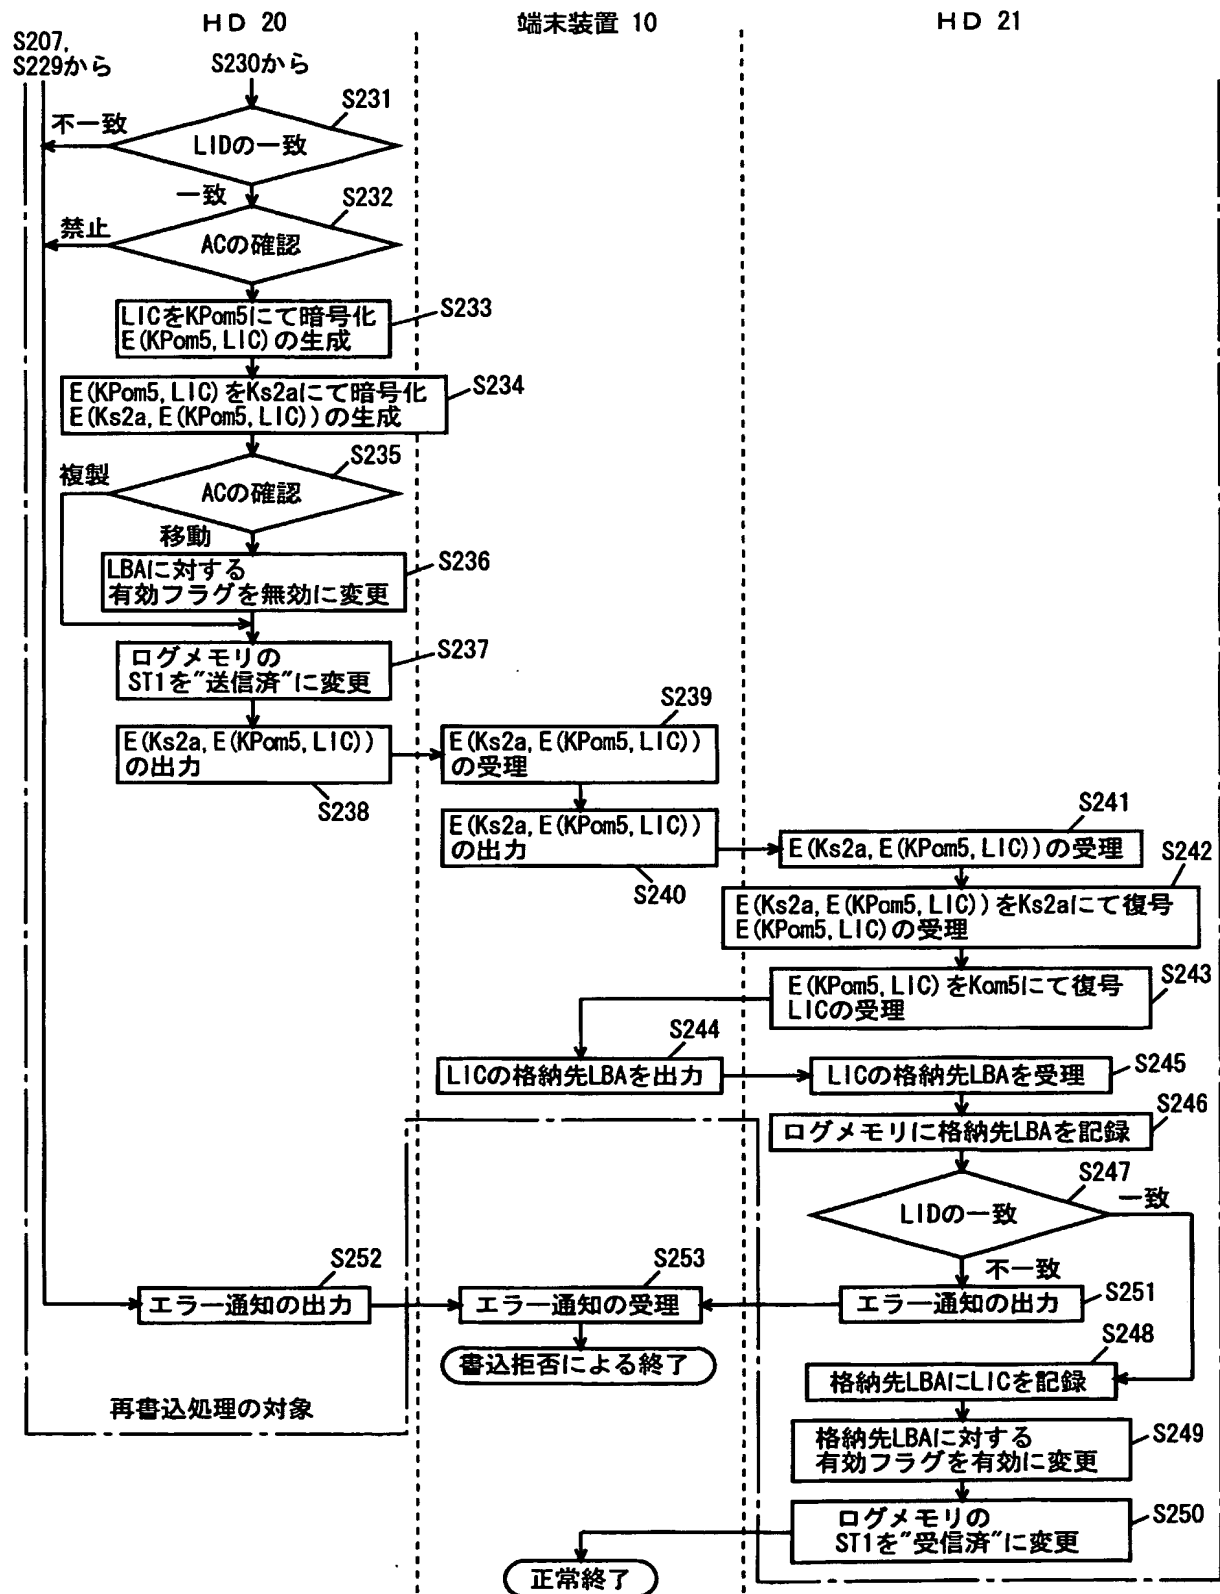 HD 20
端末装置 10
HD 21
S207,
S229から
S230から
S231
不一致
LIDの一致
一致
S232
禁止
ACの確認
LICをKPom5にて暗号化
E(KPom5, LIC)の生成
S233
E(KPom5, LIC)をKs2aにて暗号化
E(Ks2a, E(KPom5, LIC))の生成
S234
S235
複製
ACの確認
移動
LBAに対する
有効フラグを無効に変更
S236
ログメモリの
ST1を"送信済"に変更
S237
E(Ks2a, E(KPom5, LIC))
の出力
S238
S239
E(Ks2a, E(KPom5, LIC))
の受理
E(Ks2a, E(KPom5, LIC))
の出力
S240
S241
E(Ks2a, E(KPom5, LIC))の受理
S242
E(Ks2a, E(KPom5, LIC))をKs2aにて復号
E(KPom5, LIC)の受理
E(KPom5, LIC)をKom5にて復号
LICの受理
S243
S244
LICの格納先LBAを出力
LICの格納先LBAを受理
S245
S246
ログメモリに格納先LBAを記録
S247
一致
LIDの一致
不一致
S252
エラー通知の出力
S253
エラー通知の受理
エラー通知の出力
S251
書込拒否による終了
S248
格納先LBAにLICを記録
再書込処理の対象
格納先LBAに対する
有効フラグを有効に変更
S249
ログメモリの
ST1を"受信済"に変更
S250
正常終了